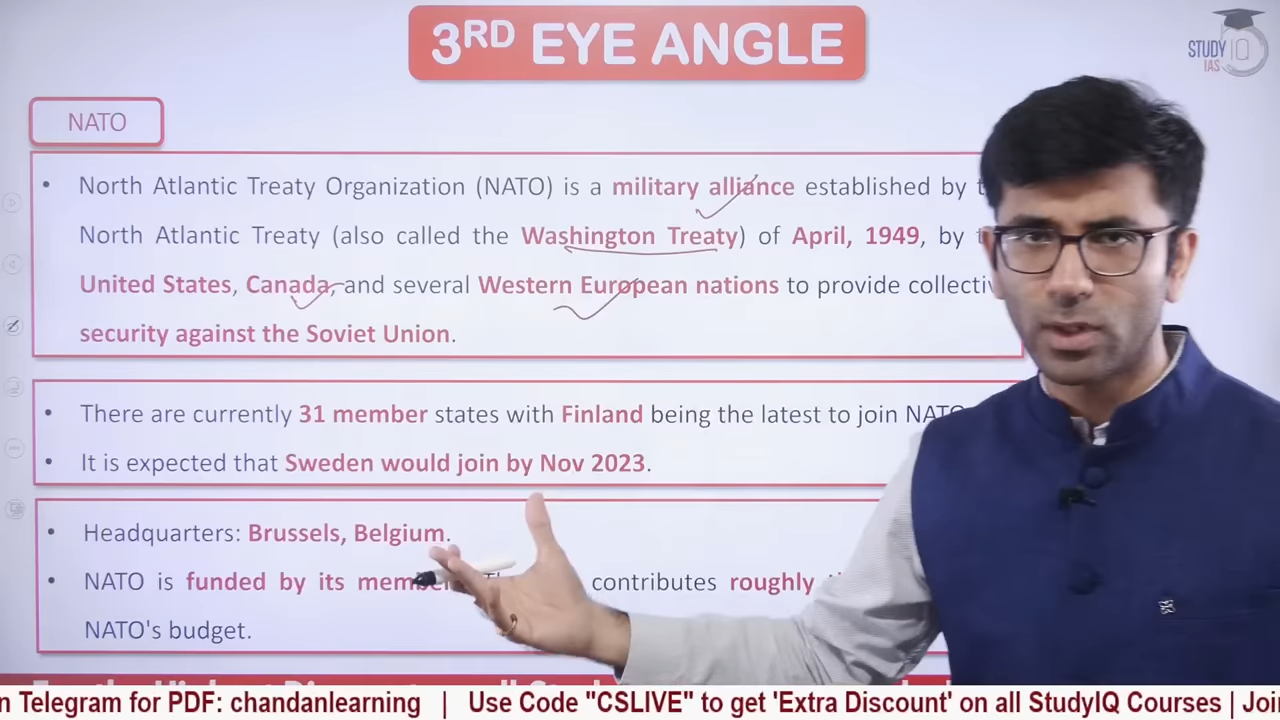 3RD EYE ANGLE
STUDY IQ
IAS
NATO
• North Atlantic Treaty Organization (NATO) is a military alliance established by
North Atlantic Treaty (also called the Washington Treaty) of April, 1949, by
United States, Canada, and several Western European nations to provide
security against the Soviet Union.
• There are currently 31 member states with Finland being the latest to join NATO
• It is expected that Sweden would join by Nov 2023.
• Headquarters: Brussels, Belgium.
• NATO is funded by its contributes roughly
NATO's budget.
n Telegram for PDF: chandanlearning | Use Code "CSLIVE" to get 'Extra Discount' on all StudyIQ Courses | Joi